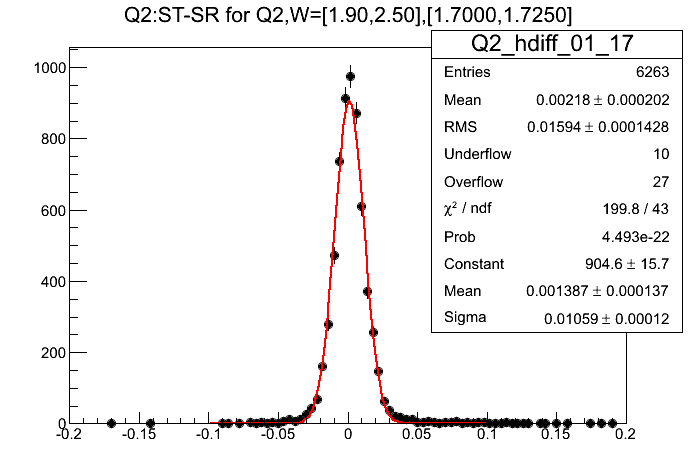 Q2:ST-SR for Q2,W=[1.90,2.50],[1.7000,1.7250]
Q2_hdiff_01_17
Entries 6263
Mean 0.00218 ± 0.000202
RMS 0.01594 ± 0.0001428
Underflow 10
Overflow 27
χ² / ndf 199.8 / 43
Prob 4.493e-22
Constant 904.6 ± 15.7
Mean 0.001387 ± 0.000137
Sigma 0.01059 ± 0.00012
1000
800
600
400
200
0
-0.2 -0.15 -0.1 -0.05 0 0.05 0.1 0.15 0.2